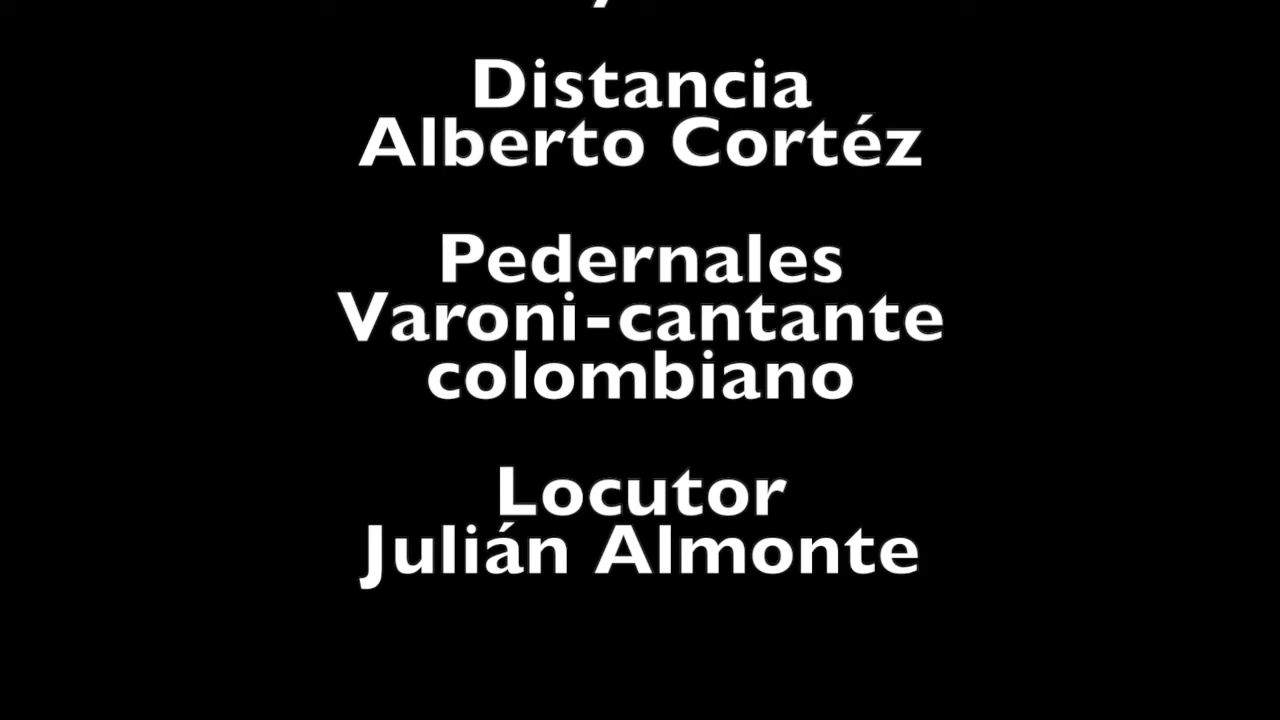 Distancia
Alberto Cortéz
Pedernales
Varoni-cantante
colombiano
Locutor
Julián Almonte